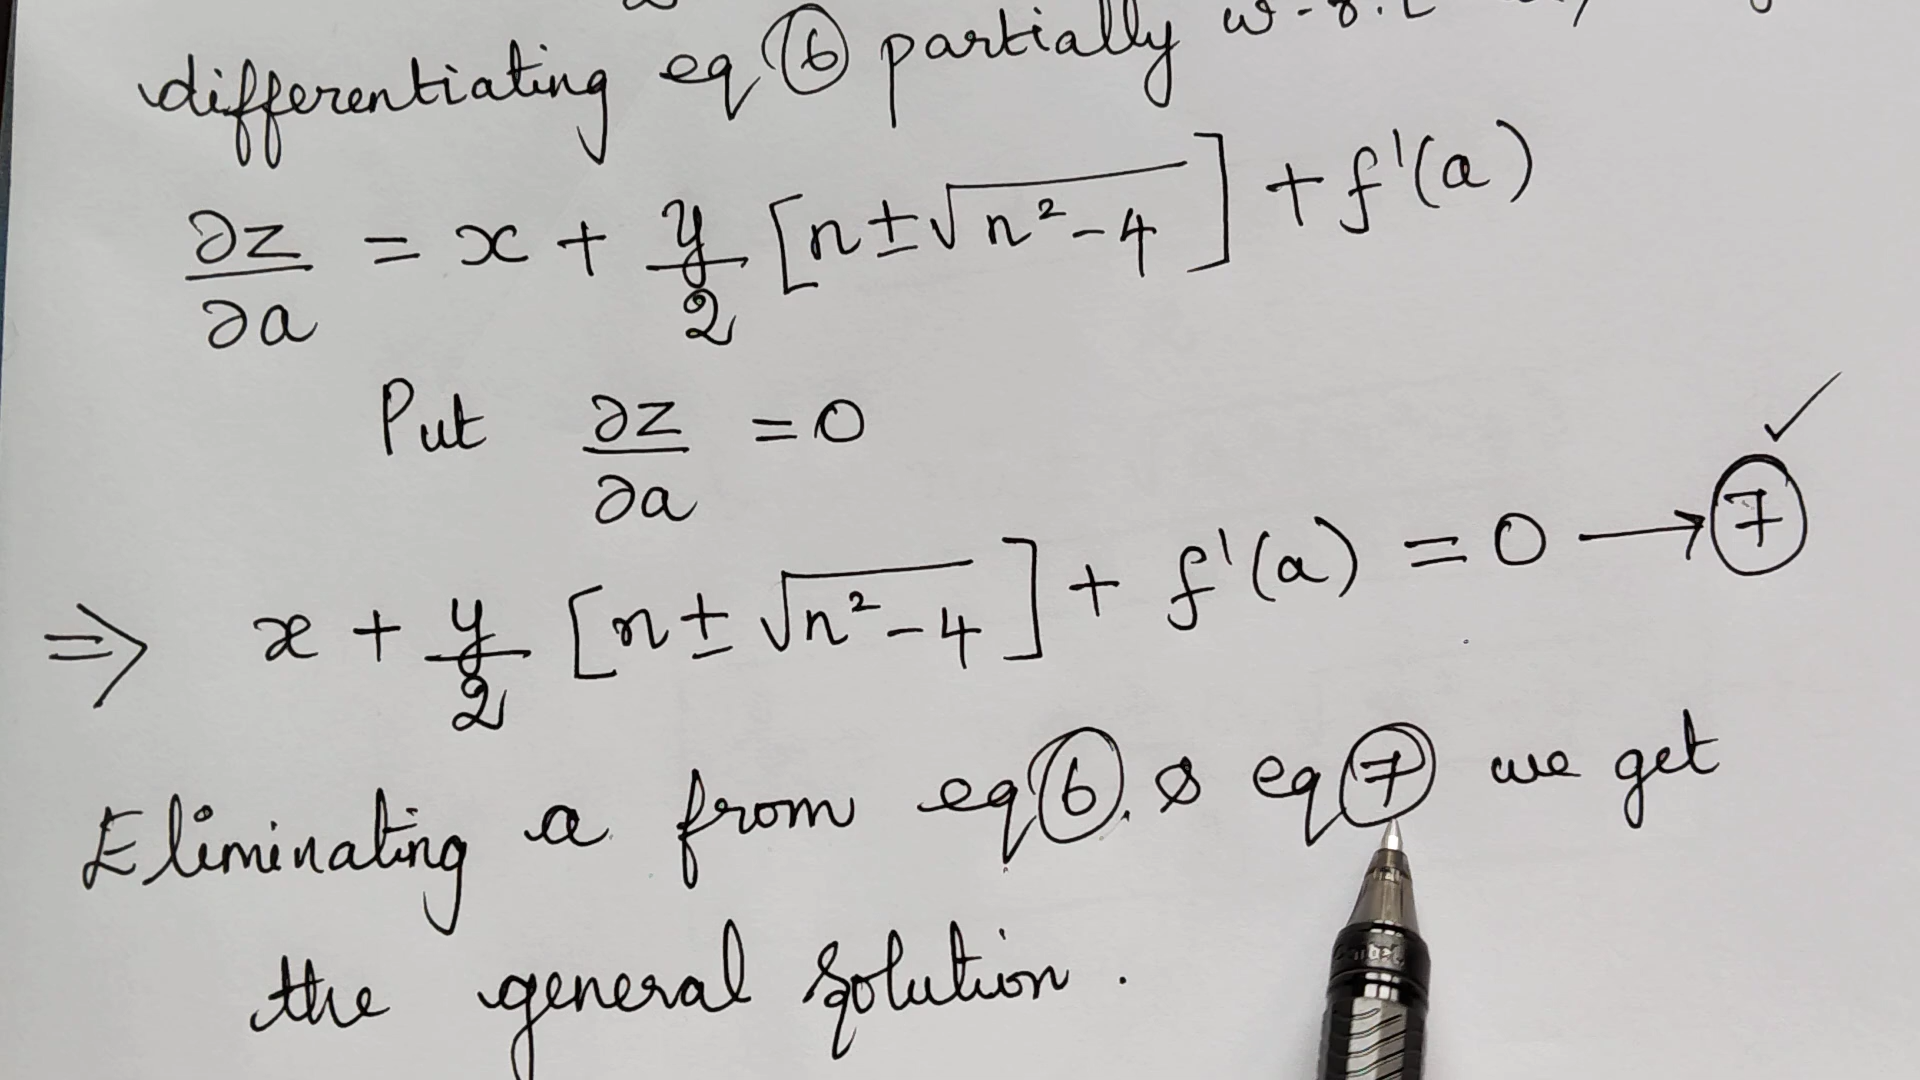 differentiating eq ⑥ partially w.r.t
∂z/∂a = x + y/2 [n ± √(n² - 4)] + f'(a)
Put ∂z/∂a = 0
⇒ x + y/2 [n ± √(n² - 4)] + f'(a) = 0 → ⑦ ✓
Eliminating a from eq ⑥ & eq ⑦ we get
the general solution.